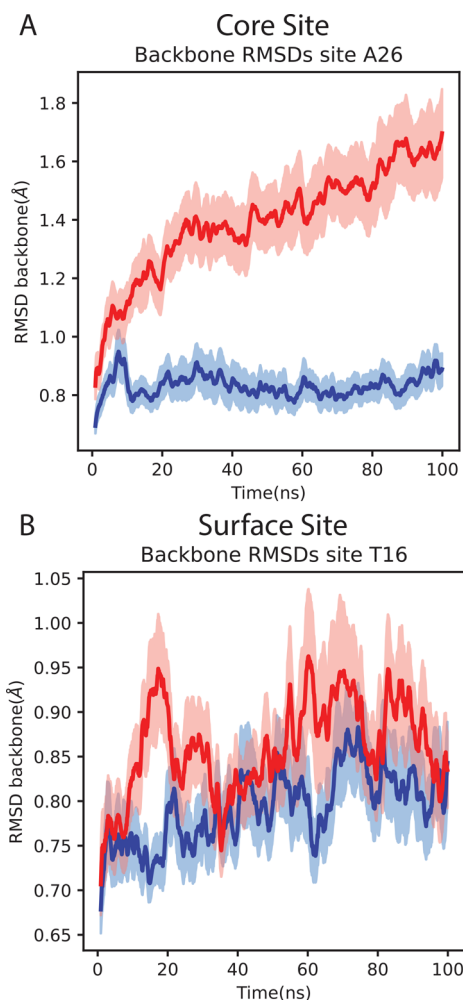 A
Core Site
Backbone RMSDs site A26
RMSD backbone(Å)
1.8
1.6
1.4
1.2
1.0
0.8
0 20 40 60 80 100
Time(ns)
B
Surface Site
Backbone RMSDs site T16
RMSD backbone(Å)
1.05
1.00
0.95
0.90
0.85
0.80
0.75
0.70
0.65
0 20 40 60 80 100
Time(ns)